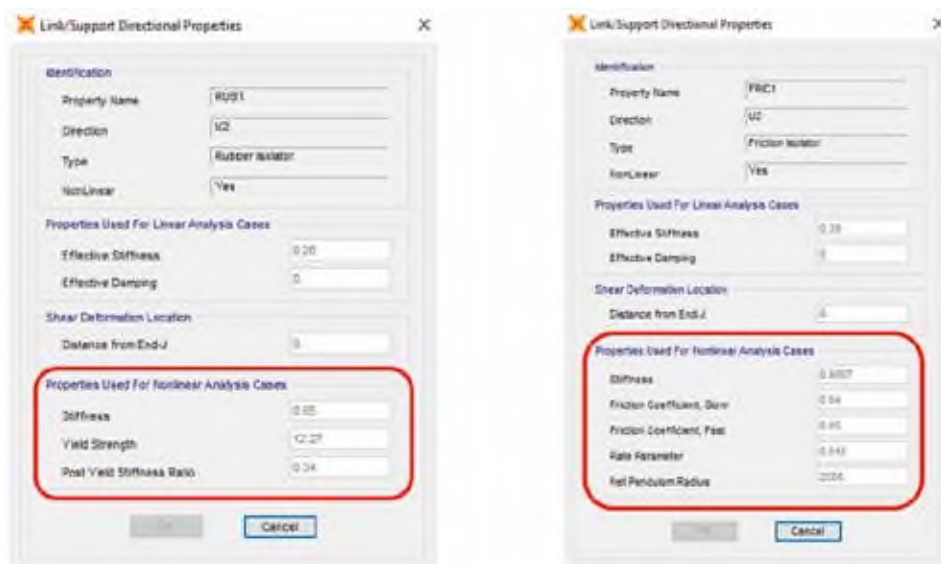 Link/Support Directional Properties
Identification
Property Name
RUB1
Direction
U2
Type
Rubber Isolator
NonLinear
Yes
Properties Used For Linear Analysis Cases
Effective Stiffness
Effective Damping
0
Shear Deformation Location
Distance from End-J
0
Properties Used For Nonlinear Analysis Cases
Stiffness
Yield Strength
Post Yield Stiffness Ratio
Cancel
Link/Support Directional Properties
Identification
Property Name
FRIC1
Direction
U2
Type
Friction Isolator
NonLinear
Yes
Properties Used For Linear Analysis Cases
Effective Stiffness
Effective Damping
Shear Deformation Location
Distance from End-J
Properties Used For Nonlinear Analysis Cases
Stiffness
Friction Coefficient, Slow
0.04
Friction Coefficient, Fast
Rate Parameter
Net Pendulum Radius
Cancel